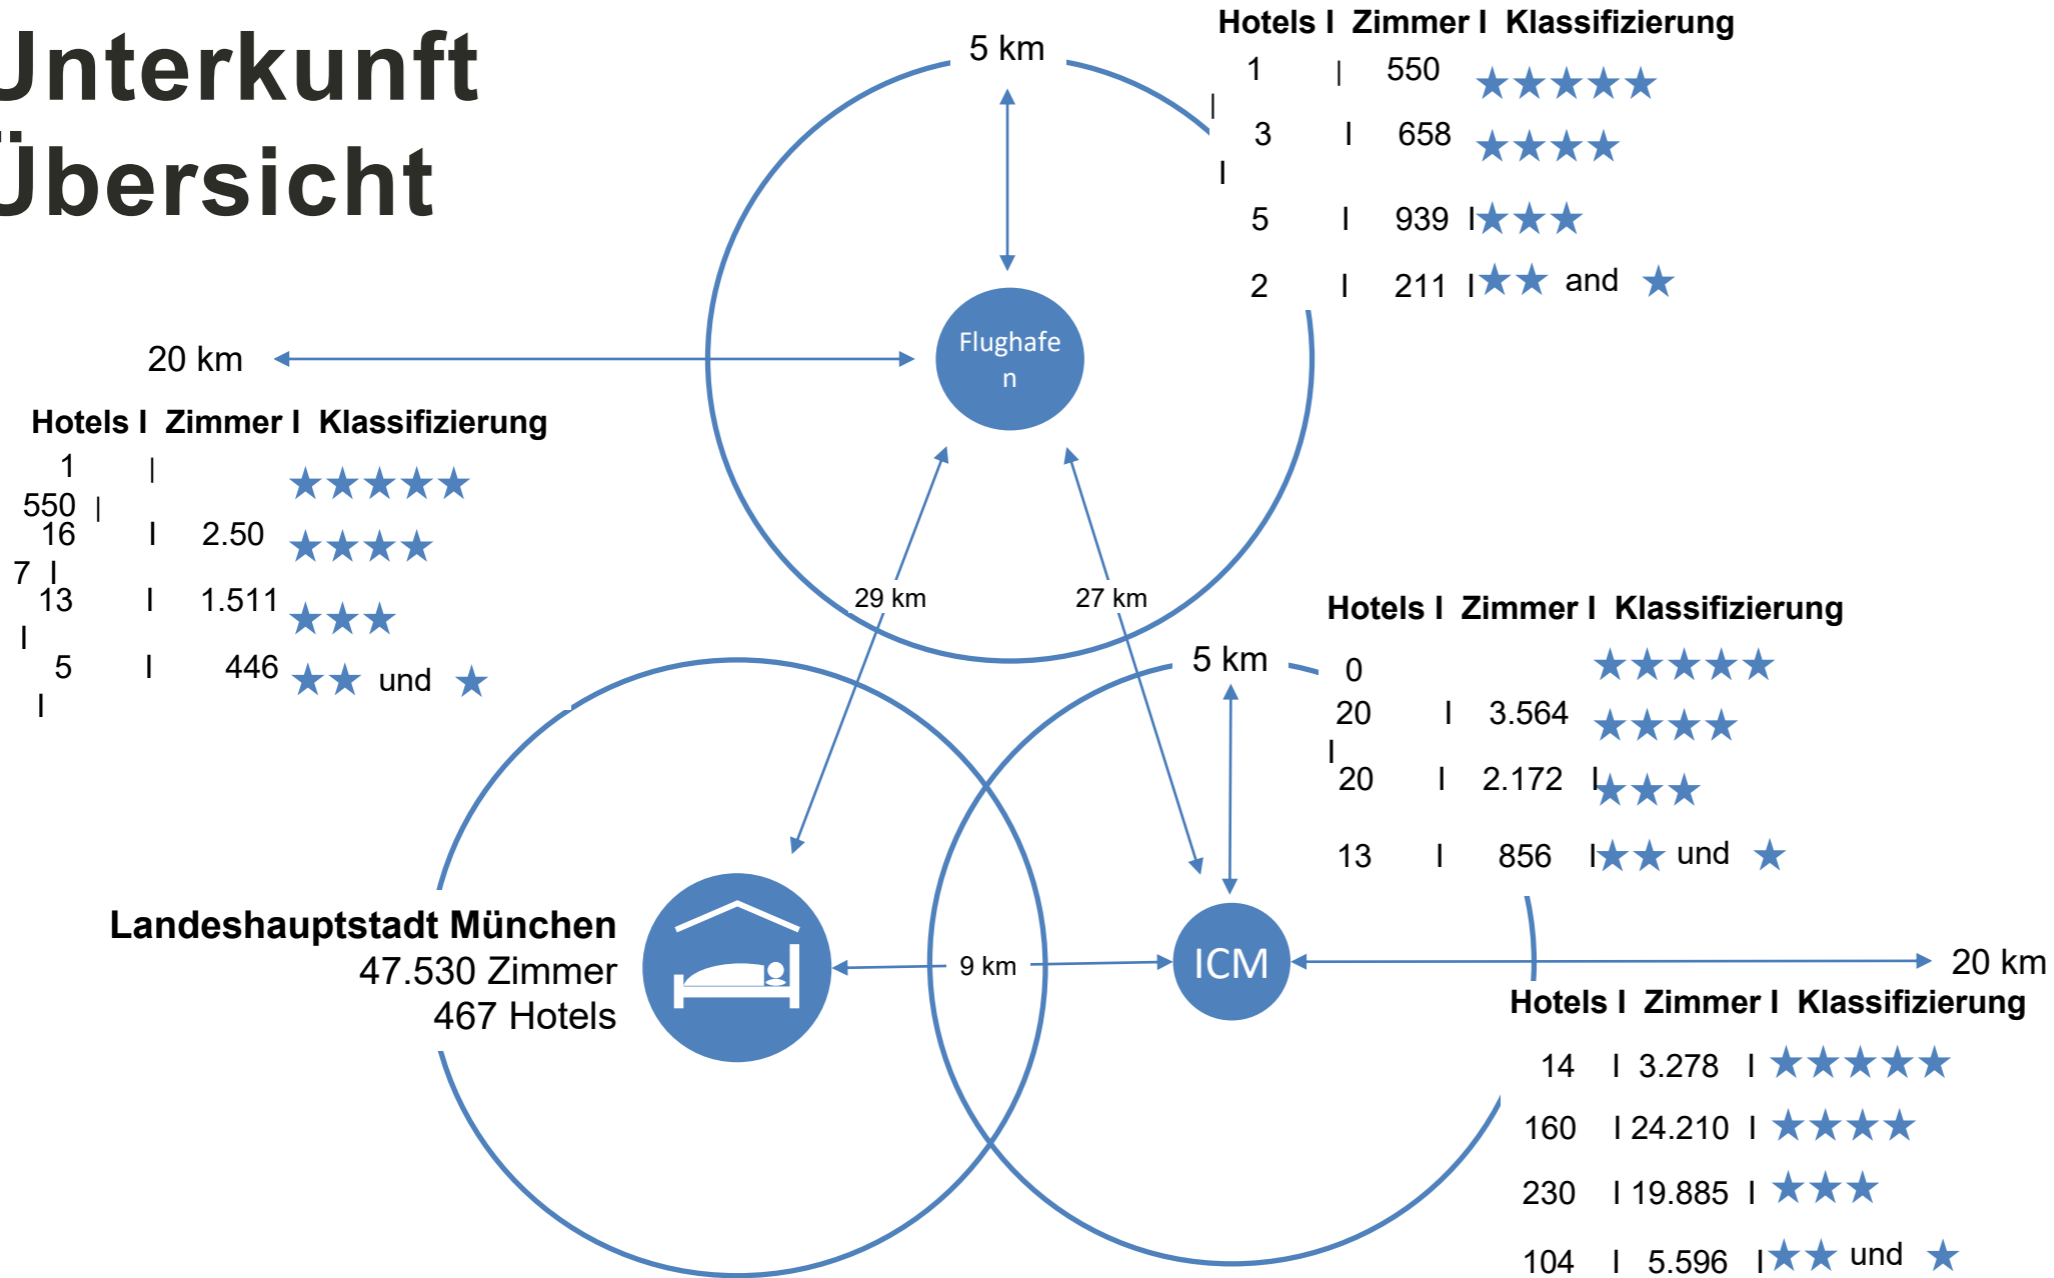 Unterkunft
Übersicht
5 km
Hotels I Zimmer I Klassifizierung
1 | 550
|
3 I 658
I
5 I 939 I
2 I 211 I and
Flughafe
n
20 km
Hotels I Zimmer I Klassifizierung
1 |
550 |
16 I 2.50
7 I
13 I 1.511
I
5 I 446 und
I
29 km
27 km
5 km
Hotels I Zimmer I Klassifizierung
0
20 I 3.564
I
20 I 2.172 I
13 I 856 I und
Landeshauptstadt München
47.530 Zimmer
467 Hotels
9 km
ICM
20 km
Hotels I Zimmer I Klassifizierung
14 I 3.278 I
160 I 24.210 I
230 I 19.885 I
104 I 5.596 I und